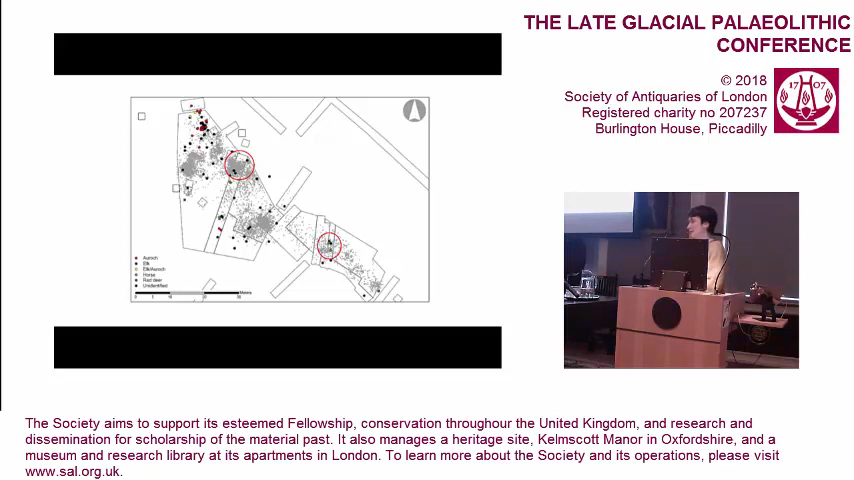 THE LATE GLACIAL PALAEOLITHIC
CONFERENCE
© 2018
Society of Antiquaries of London
Registered charity no 207237
Burlington House, Piccadilly
17 07
Auroch
Elk
Elk/Auroch
Horse
Red deer
Unidentified
The Society aims to support its esteemed Fellowship, conservation throughour the United Kingdom, and research and
dissemination for scholarship of the material past. It also manages a heritage site, Kelmscott Manor in Oxfordshire, and a
museum and research library at its apartments in London. To learn more about the Society and its operations, please visit
www.sal.org.uk.